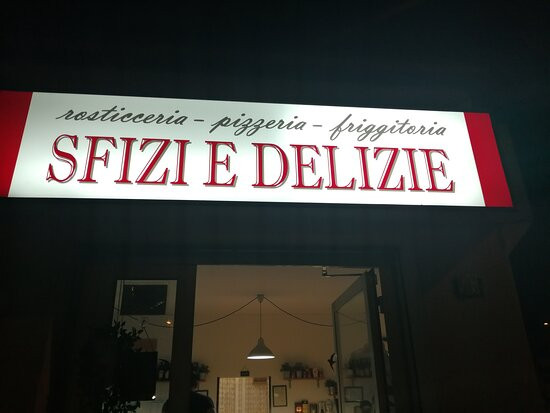 rosticceria - pizzeria - friggitoria
SFIZI E DELIZIE